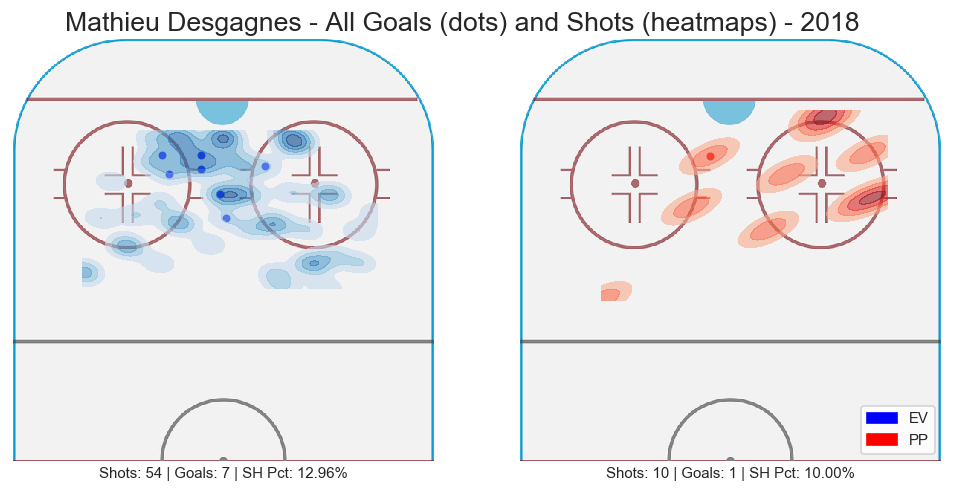 Mathieu Desgagnes - All Goals (dots) and Shots (heatmaps) - 2018
EV
PP
Shots: 54 | Goals: 7 | SH Pct: 12.96%
Shots: 10 | Goals: 1 | SH Pct: 10.00%